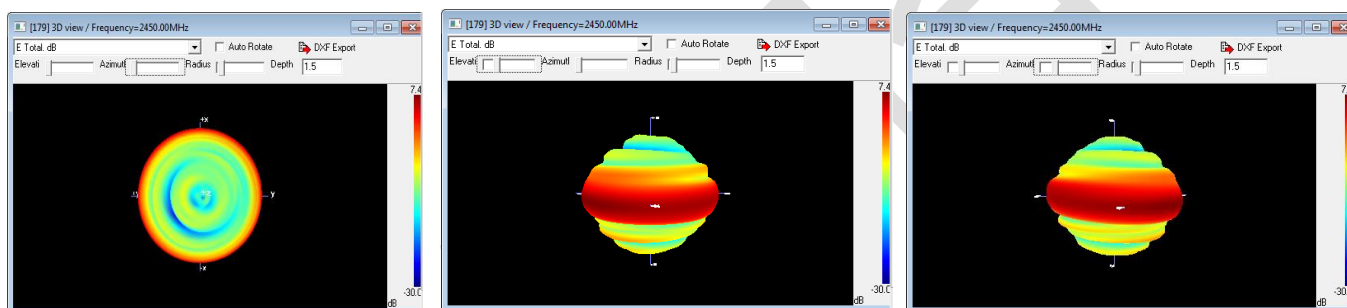 [179] 3D view / Frequency=2450.00MHz
E Total. dB
Auto Rotate
DXF Export
Elevati
Azimutl
Radius
Depth
1.5
7.4
+x
y
-x
-30.0
dB
[179] 3D view / Frequency=2450.00MHz
E Total. dB
Auto Rotate
DXF Export
Elevati
Azimutl
Radius
Depth
1.5
7.4
-30.0
dB
[179] 3D view / Frequency=2450.00MHz
E Total. dB
Auto Rotate
DXF Export
Elevati
Azimutl
Radius
Depth
1.5
7.
-30.
dB